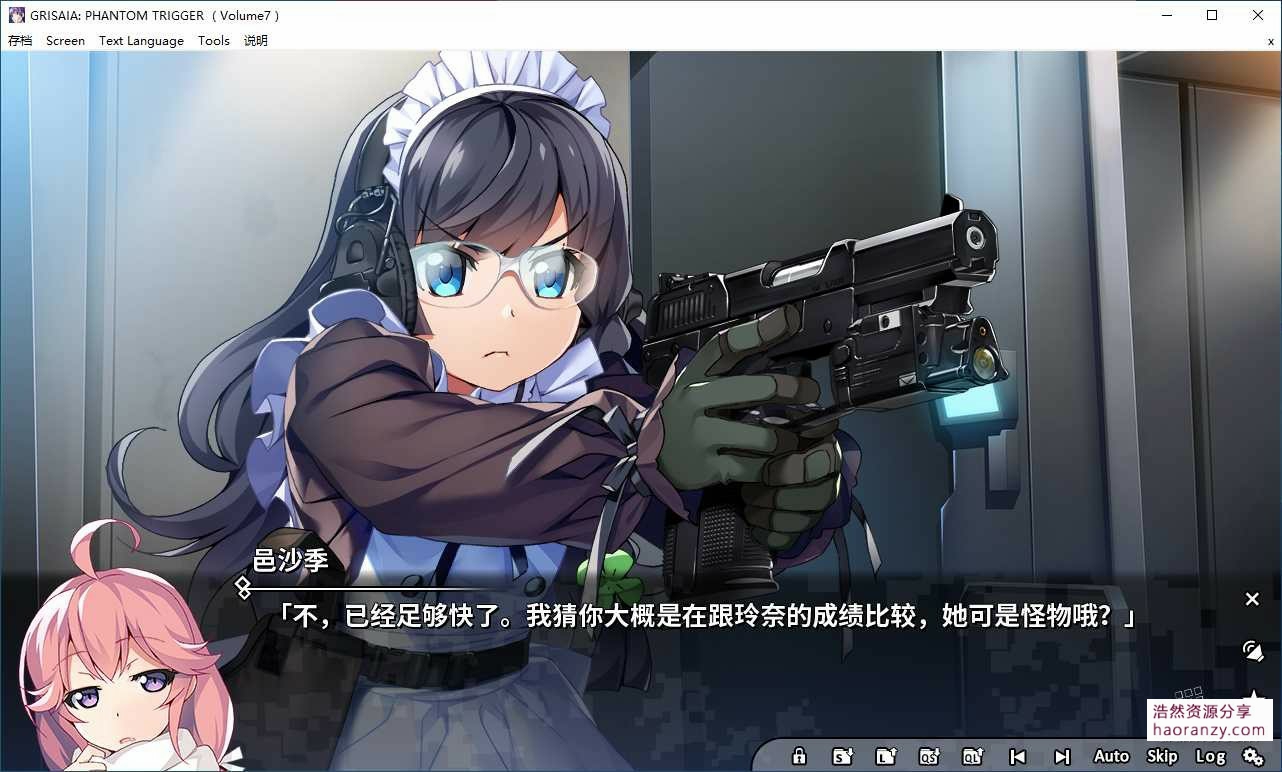 GRISAIA: PHANTOM TRIGGER ( Volume7 )
存档 Screen Text Language Tools 说明 x
邑沙季
「不，已经足够快了。我猜你大概是在跟玲奈的成绩比较，她可是怪物哦？」
浩然资源分享
haoranzy.com
S L QS QL Auto Skip Log